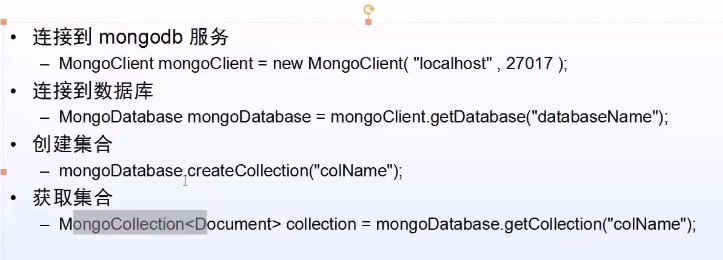 • 连接到 mongodb 服务
– MongoClient mongoClient = new MongoClient( "localhost" , 27017 );
• 连接到数据库
– MongoDatabase mongoDatabase = mongoClient.getDatabase("databaseName");
• 创建集合
– mongoDatabase.createCollection("colName");
• 获取集合
– MongoCollection<Document> collection = mongoDatabase.getCollection("colName");